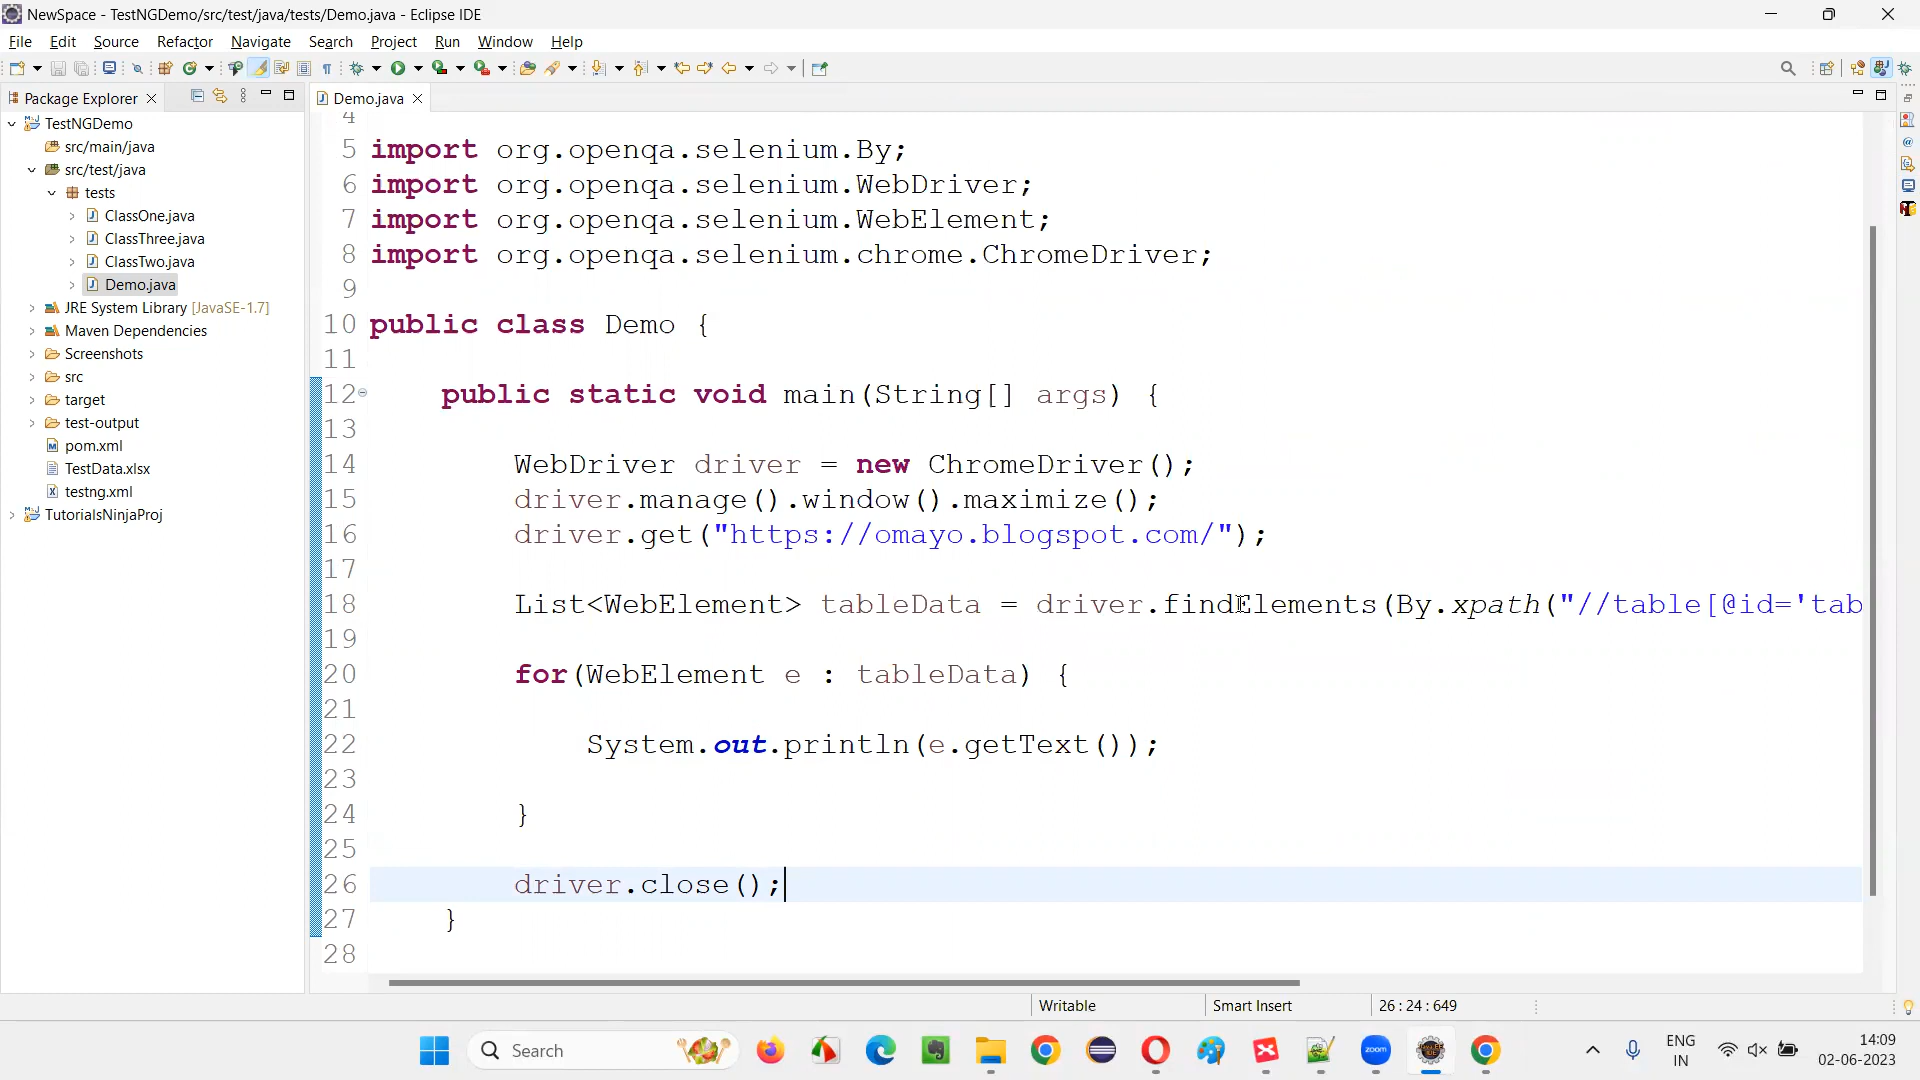 NewSpace - TestNGDemo/src/test/java/tests/Demo.java - Eclipse IDE
File Edit Source Refactor Navigate Search Project Run Window Help
Package Explorer
Demo.java
TestNGDemo
src/main/java
src/test/java
tests
ClassOne.java
ClassThree.java
ClassTwo.java
Demo.java
JRE System Library [JavaSE-1.7]
Maven Dependencies
Screenshots
src
target
test-output
pom.xml
TestData.xlsx
testng.xml
TutorialsNinjaProj
4
5 import org.openqa.selenium.By;
6 import org.openqa.selenium.WebDriver;
7 import org.openqa.selenium.WebElement;
8 import org.openqa.selenium.chrome.ChromeDriver;
9
10 public class Demo {
11
12 public static void main(String[] args) {
13
14 WebDriver driver = new ChromeDriver();
15 driver.manage().window().maximize();
16 driver.get("https://omayo.blogspot.com/");
17
18 List<WebElement> tableData = driver.findElements(By.xpath("//table[@id='tab
19
20 for(WebElement e : tableData) {
21
22 System.out.println(e.getText());
23
24 }
25
26 driver.close();
27 }
28
Writable Smart Insert 26 : 24 : 649
Search
zoom
ENG
IN
14:09
02-06-2023